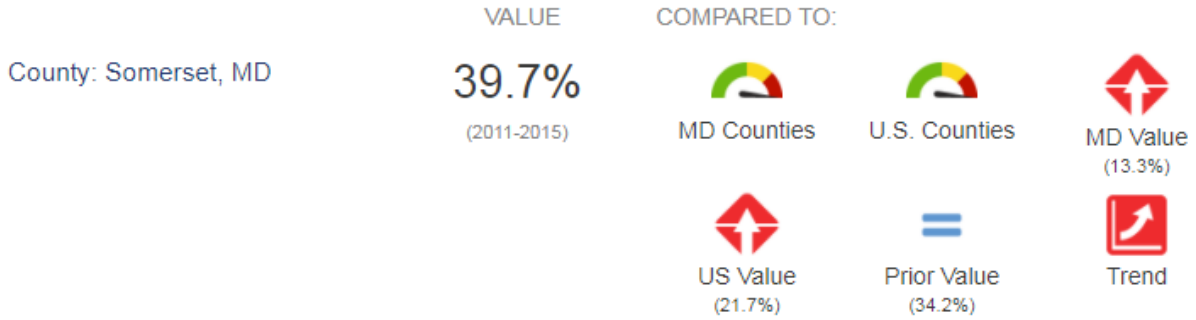 VALUE COMPARED TO:
County: Somerset, MD 39.7%
(2011-2015) MD Counties U.S. Counties MD Value
(13.3%)
US Value Prior Value Trend
(21.7%) (34.2%)